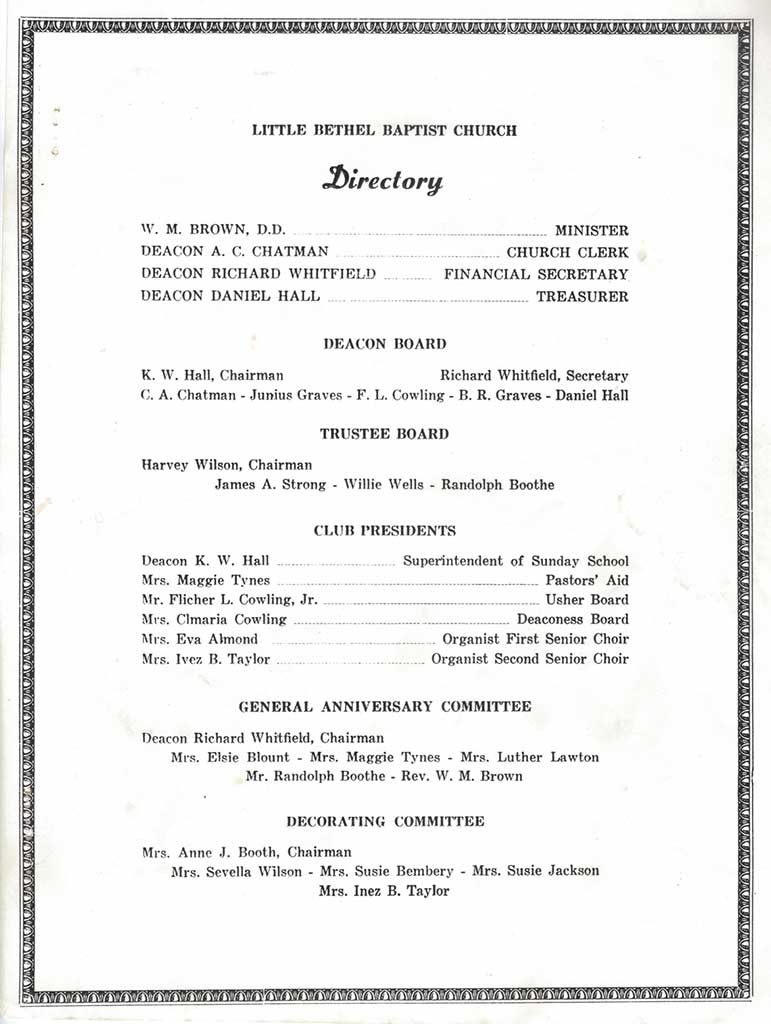 LITTLE BETHEL BAPTIST CHURCH
Directory
W. M. BROWN, D.D. MINISTER
DEACON A. C. CHATMAN CHURCH CLERK
DEACON RICHARD WHITFIELD FINANCIAL SECRETARY
DEACON DANIEL HALL TREASURER
DEACON BOARD
K. W. Hall, Chairman Richard Whitfield, Secretary
C. A. Chatman - Junius Graves - F. L. Cowling - B. R. Graves - Daniel Hall
TRUSTEE BOARD
Harvey Wilson, Chairman
James A. Strong - Willie Wells - Randolph Boothe
CLUB PRESIDENTS
Deacon K. W. Hall Superintendent of Sunday School
Mrs. Maggie Tynes Pastors' Aid
Mr. Flicher L. Cowling, Jr. Usher Board
Mrs. Clmaria Cowling Deaconess Board
Mrs. Eva Almond Organist First Senior Choir
Mrs. Ivez B. Taylor Organist Second Senior Choir
GENERAL ANNIVERSARY COMMITTEE
Deacon Richard Whitfield, Chairman
Mrs. Elsie Blount - Mrs. Maggie Tynes - Mrs. Luther Lawton
Mr. Randolph Boothe - Rev. W. M. Brown
DECORATING COMMITTEE
Mrs. Anne J. Booth, Chairman
Mrs. Sevella Wilson - Mrs. Susie Bembery - Mrs. Susie Jackson
Mrs. Inez B. Taylor